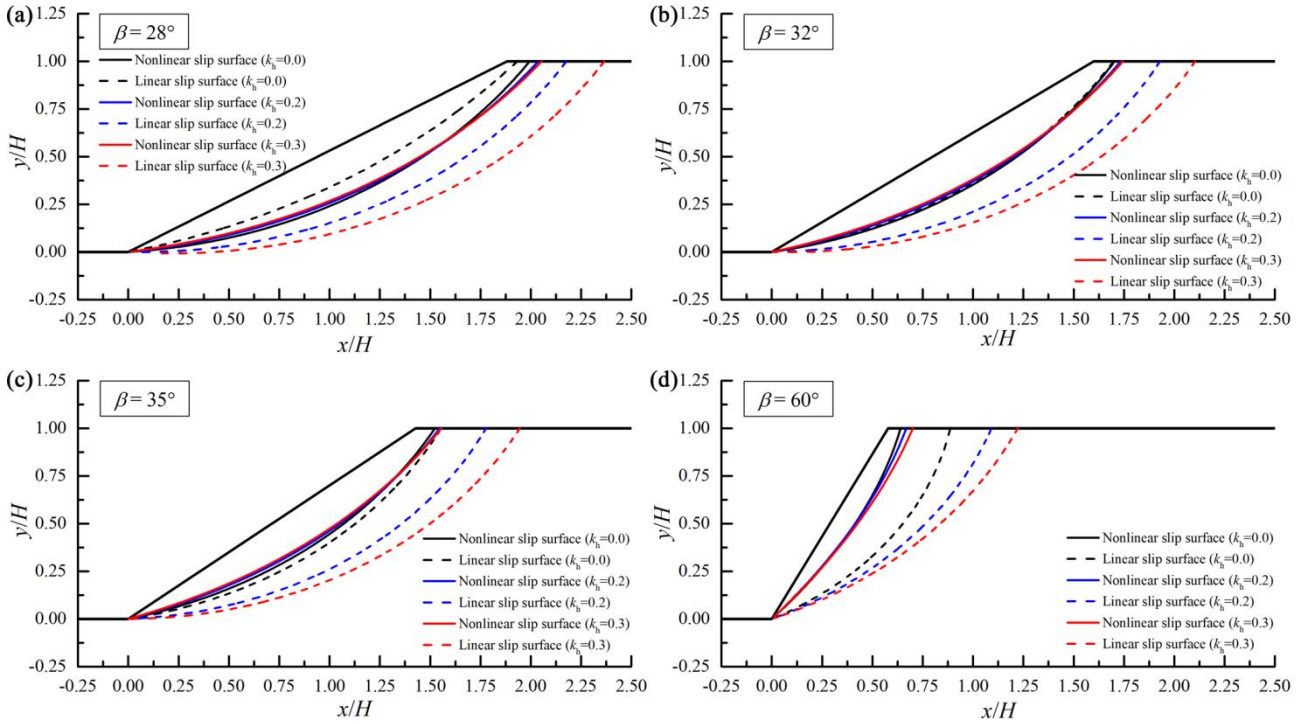 (a)
β = 28°
Nonlinear slip surface (kh=0.0)
Linear slip surface (kh=0.0)
Nonlinear slip surface (kh=0.2)
Linear slip surface (kh=0.2)
Nonlinear slip surface (kh=0.3)
Linear slip surface (kh=0.3)
1.25
1.00
0.75
0.50
0.25
0.00
-0.25
y/H
-0.25 0.00 0.25 0.50 0.75 1.00 1.25 1.50 1.75 2.00 2.25 2.50
x/H
(b)
β = 32°
Nonlinear slip surface (kh=0.0)
Linear slip surface (kh=0.0)
Nonlinear slip surface (kh=0.2)
Linear slip surface (kh=0.2)
Nonlinear slip surface (kh=0.3)
Linear slip surface (kh=0.3)
1.25
1.00
0.75
0.50
0.25
0.00
-0.25
y/H
-0.25 0.00 0.25 0.50 0.75 1.00 1.25 1.50 1.75 2.00 2.25 2.50
x/H
(c)
β = 35°
Nonlinear slip surface (kh=0.0)
Linear slip surface (kh=0.0)
Nonlinear slip surface (kh=0.2)
Linear slip surface (kh=0.2)
Nonlinear slip surface (kh=0.3)
Linear slip surface (kh=0.3)
1.25
1.00
0.75
0.50
0.25
0.00
-0.25
y/H
-0.25 0.00 0.25 0.50 0.75 1.00 1.25 1.50 1.75 2.00 2.25 2.50
x/H
(d)
β = 60°
Nonlinear slip surface (kh=0.0)
Linear slip surface (kh=0.0)
Nonlinear slip surface (kh=0.2)
Linear slip surface (kh=0.2)
Nonlinear slip surface (kh=0.3)
Linear slip surface (kh=0.3)
1.25
1.00
0.75
0.50
0.25
0.00
-0.25
y/H
-0.25 0.00 0.25 0.50 0.75 1.00 1.25 1.50 1.75 2.00 2.25 2.50
x/H